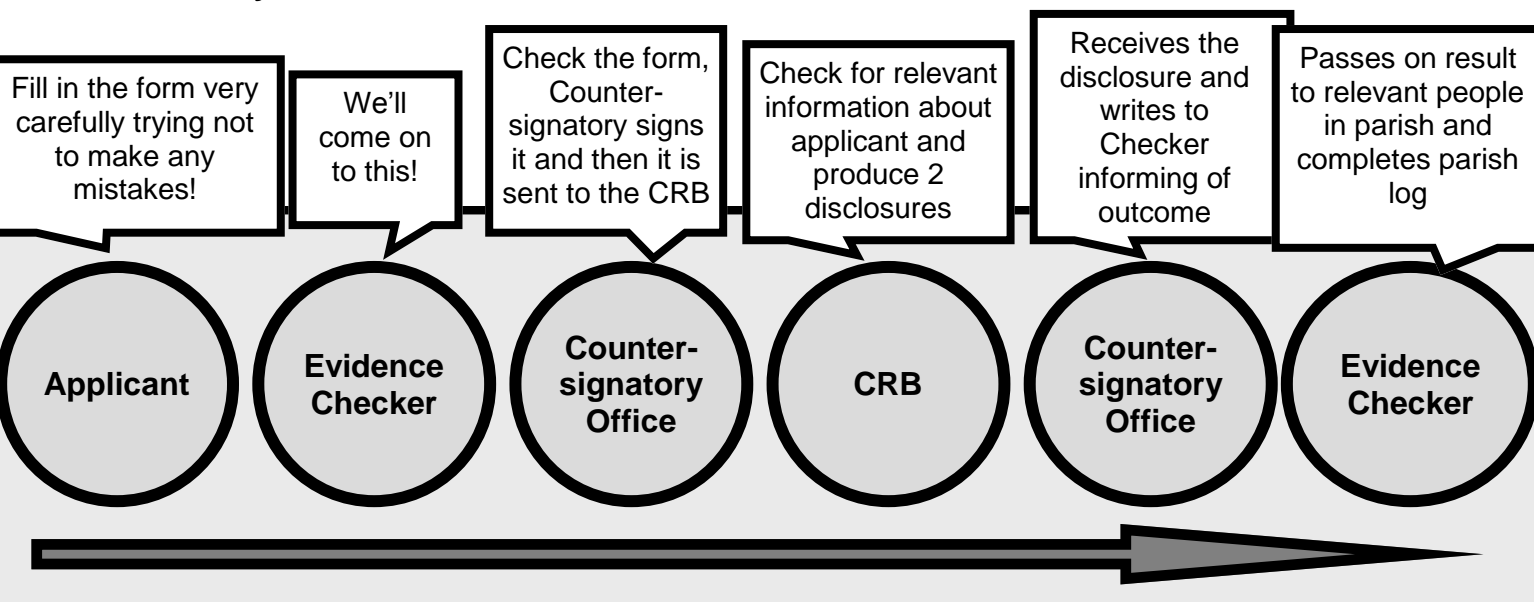 Fill in the form very
carefully trying not
to make any
mistakes!
We'll
come on
to this!
Check the form,
Counter-
signatory signs
it and then it is
sent to the CRB
Check for relevant
information about
applicant and
produce 2
disclosures
Receives the
disclosure and
writes to
Checker
informing of
outcome
Passes on result
to relevant people
in parish and
completes parish
log
Applicant
Evidence
Checker
Counter-
signatory
Office
CRB
Counter-
signatory
Office
Evidence
Checker